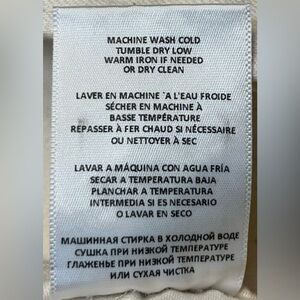 MACHINE WASH COLD
TUMBLE DRY LOW
WARM IRON IF NEEDED
OR DRY CLEAN
LAVER EN MACHINE `A L'EAU FROIDE
SÉCHER EN MACHINE À
BASSE TEMPÉRATURE
RÉPASSER À FER CHAUD SI NÉCESSAIRE
OU NETTOYER À SEC
LAVAR A MÁQUINA CON AGUA FRÍA
SECAR A TEMPERATURA BAJA
PLANCHAR A TEMPERATURA
INTERMEDIA SI ES NECESARIO
O LAVAR EN SECO
МАШИННАЯ СТИРКА В ХОЛОДНОЙ ВОДЕ
СУШКА ПРИ НИЗКОЙ ТЕМПЕРАТУРЕ
ГЛАЖЕНЬЕ ПРИ НИЗКОЙ ТЕМПЕРАТУРЕ
ИЛИ СУХАЯ ЧИСТКА